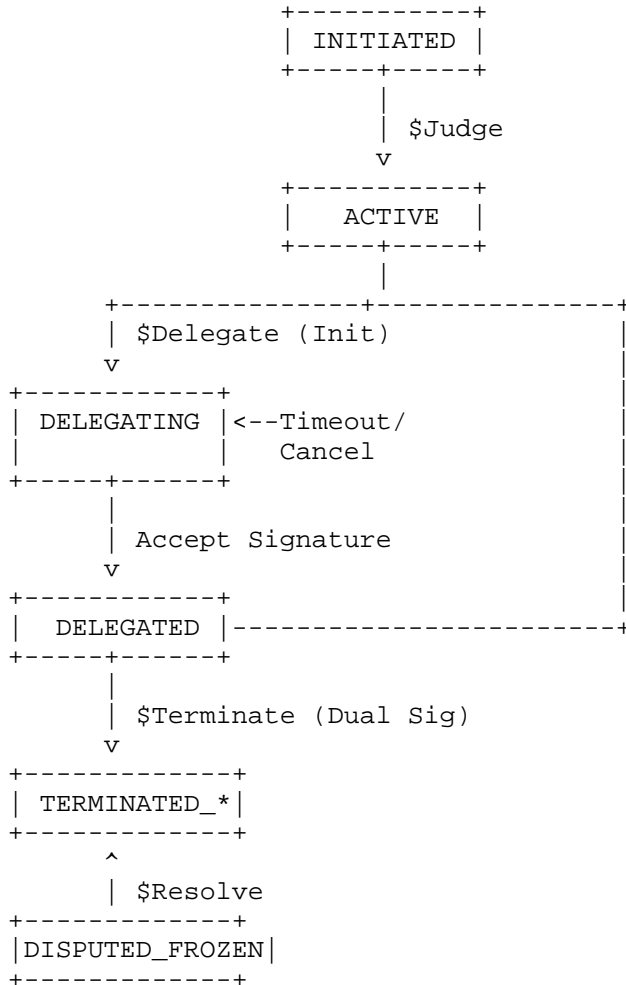 INITIATED
$Judge
ACTIVE
$Delegate (Init)
DELEGATING <--Timeout/
Cancel
Accept Signature
DELEGATED
$Terminate (Dual Sig)
TERMINATED_*
$Resolve
DISPUTED_FROZEN